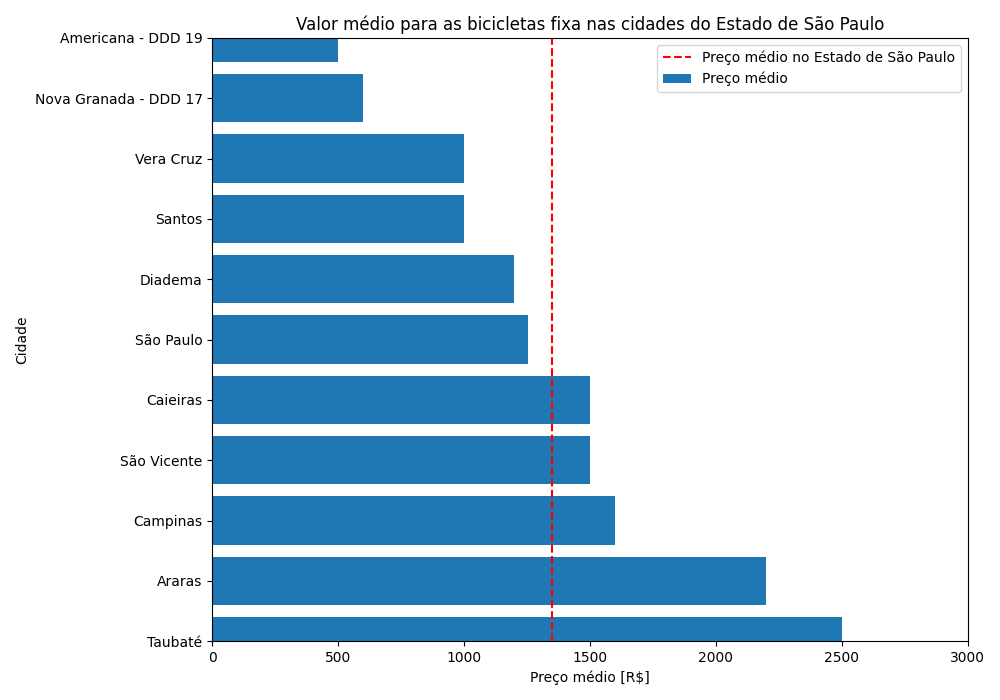 Valor médio para as bicicletas fixa nas cidades do Estado de São Paulo
Preço médio no Estado de São Paulo
Preço médio
Cidade
Americana - DDD 19
Nova Granada - DDD 17
Vera Cruz
Santos
Diadema
São Paulo
Caieiras
São Vicente
Campinas
Araras
Taubaté
0 500 1000 1500 2000 2500 3000
Preço médio [R$]